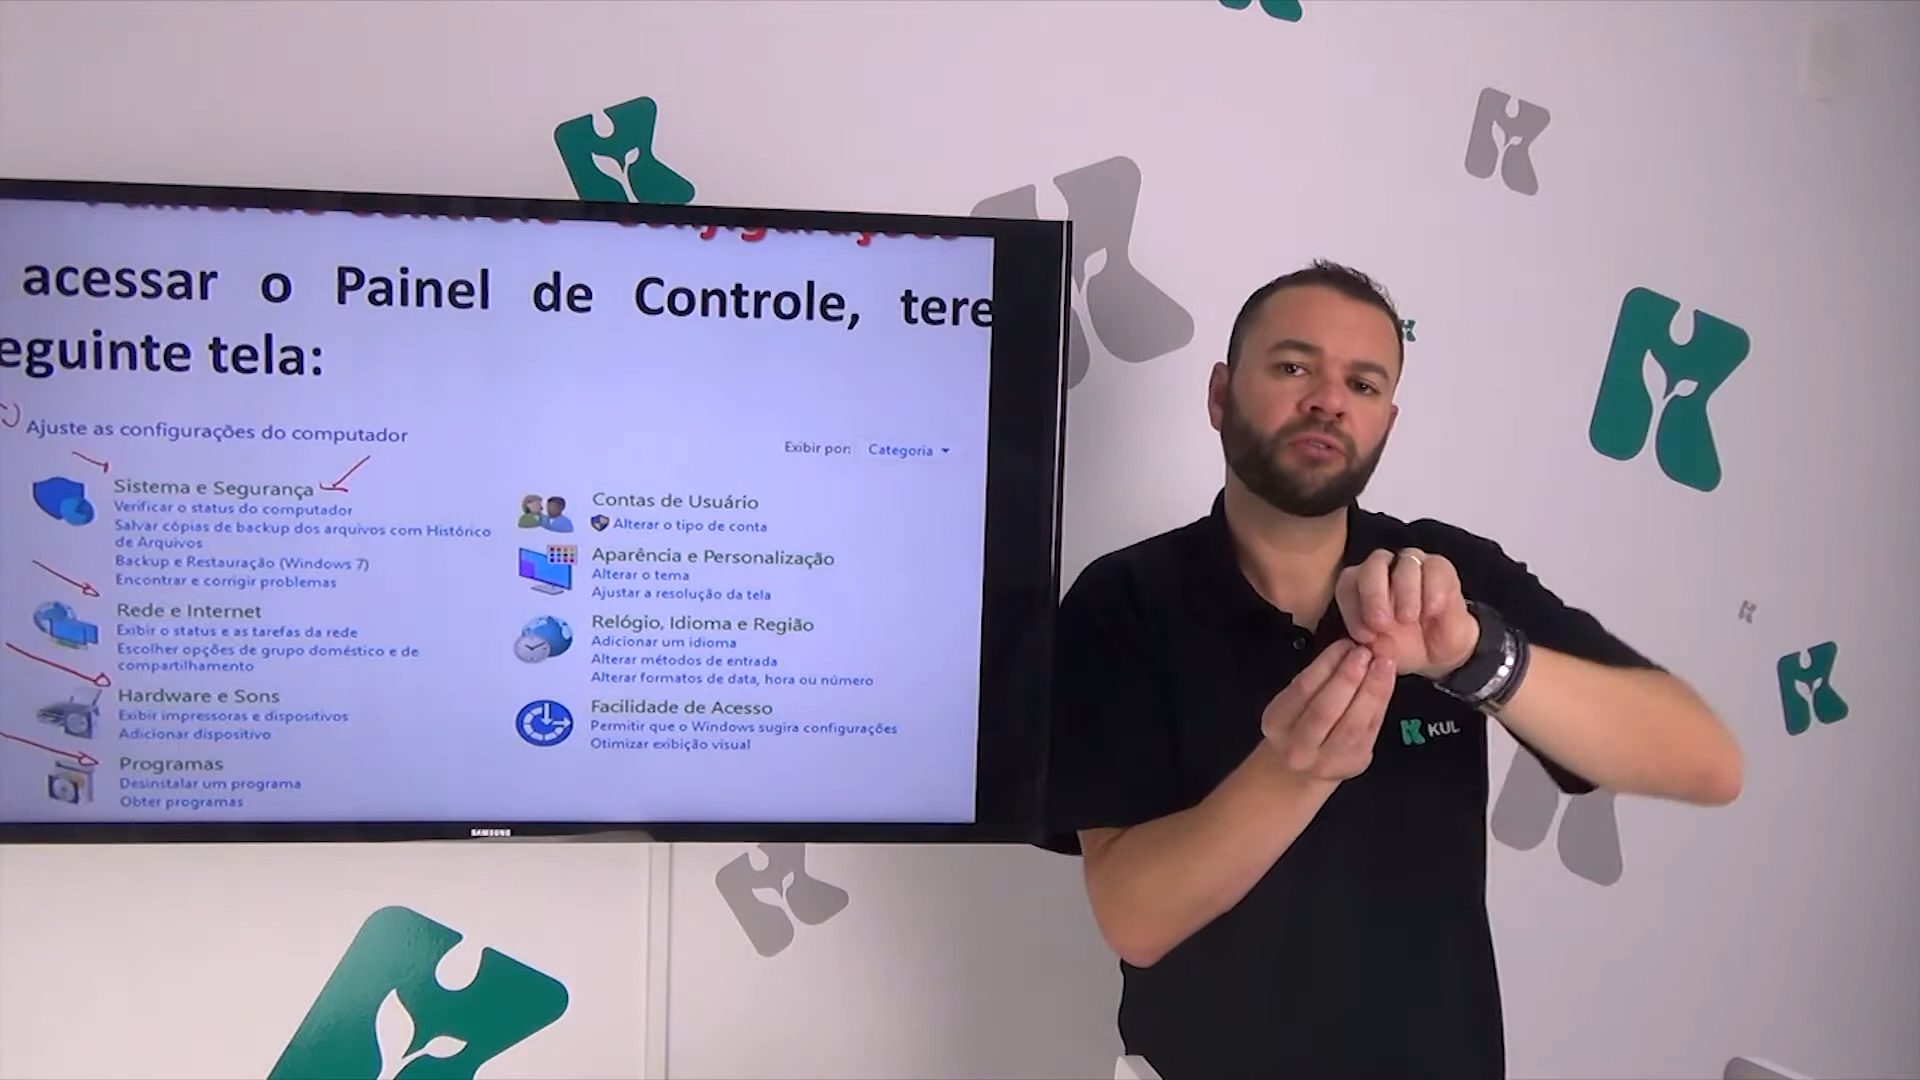 acessar o Painel de Controle, tere
eguinte tela:
Ajuste as configurações do computador
Exibir por: Categoria
Sistema e Segurança
Verificar o status do computador
Salvar cópias de backup dos arquivos com Histórico
de Arquivos
Backup e Restauração (Windows 7)
Encontrar e corrigir problemas
Rede e Internet
Exibir o status e as tarefas da rede
Escolher opções de grupo doméstico e de
compartilhamento
Hardware e Sons
Exibir impressoras e dispositivos
Adicionar dispositivo
Programas
Desinstalar um programa
Obter programas
Contas de Usuário
Alterar o tipo de conta
Aparência e Personalização
Alterar o tema
Ajustar a resolução da tela
Relógio, Idioma e Região
Adicionar um idioma
Alterar métodos de entrada
Alterar formatos de data, hora ou número
Facilidade de Acesso
Permitir que o Windows sugira configurações
Otimizar exibição visual
SAMSUNG
KUL